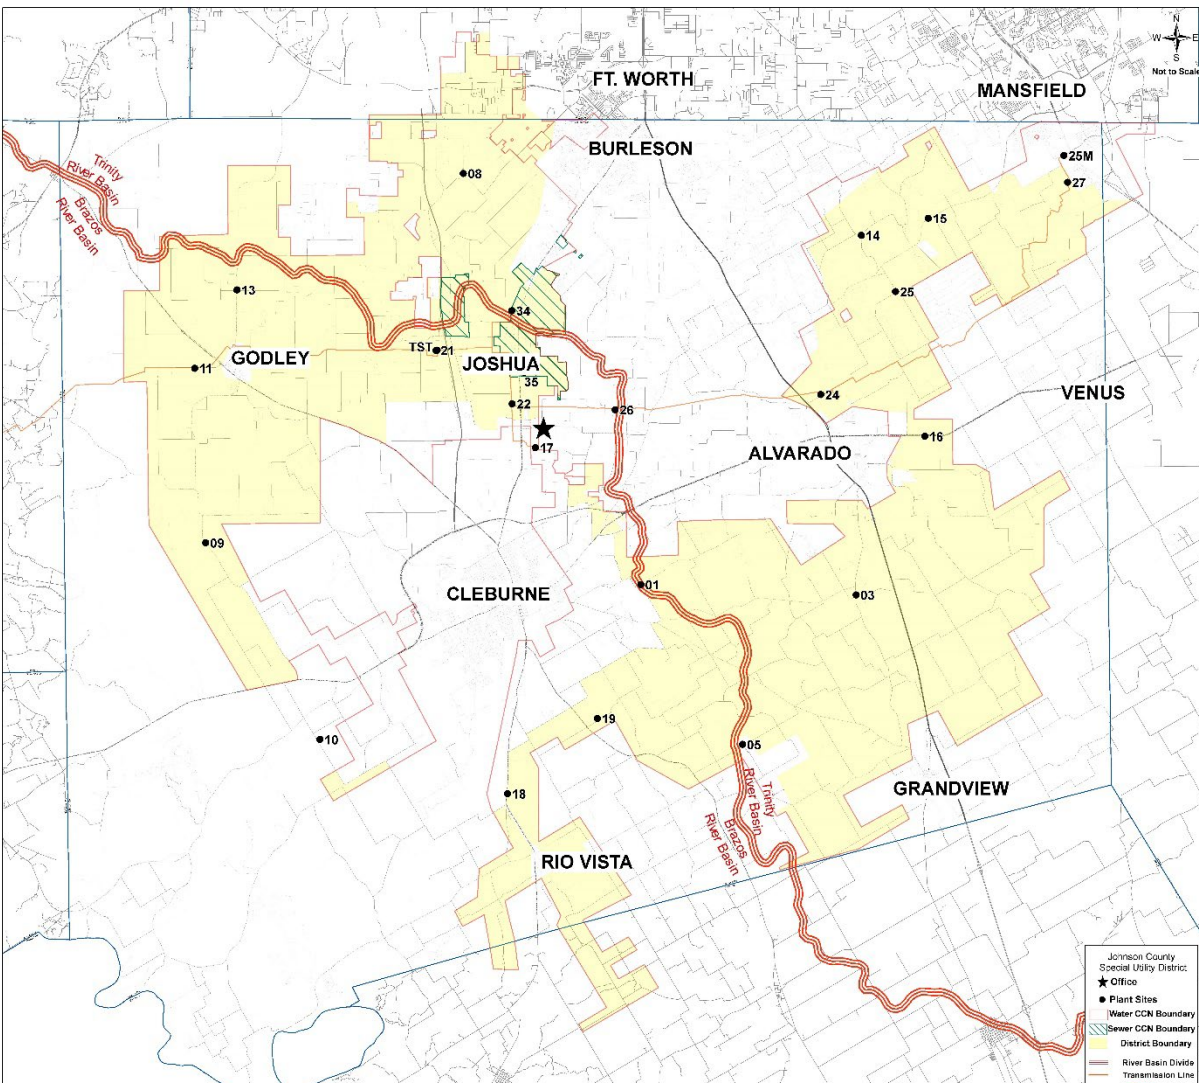 N
W E
S
Not to Scale
FT. WORTH
MANSFIELD
BURLESON
25M
27
08
Trinity
River Basin
Brazos
River Basin
15
14
13
25
34
TST
21
GODLEY
JOSHUA
11
35
24
VENUS
22
26
16
17
ALVARADO
09
01
CLEBURNE
03
19
10
05
Trinity
River Basin
Brazos
River Basin
GRANDVIEW
18
RIO VISTA
Johnson County
Special Utility District
Office
Plant Sites
Water CCN Boundary
Sewer CCN Boundary
District Boundary
River Basin Divide
Transmission Line